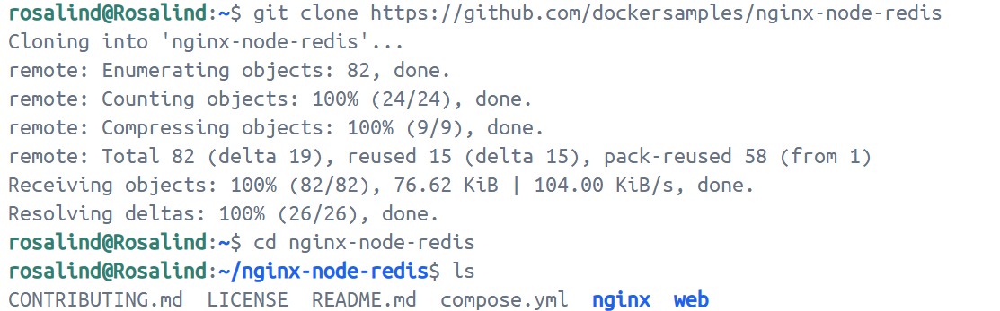 rosalind@Rosalind:~$ git clone https://github.com/dockersamples/nginx-node-redis
Cloning into 'nginx-node-redis'...
remote: Enumerating objects: 82, done.
remote: Counting objects: 100% (24/24), done.
remote: Compressing objects: 100% (9/9), done.
remote: Total 82 (delta 19), reused 15 (delta 15), pack-reused 58 (from 1)
Receiving objects: 100% (82/82), 76.62 KiB | 104.00 KiB/s, done.
Resolving deltas: 100% (26/26), done.
rosalind@Rosalind:~$ cd nginx-node-redis
rosalind@Rosalind:~/nginx-node-redis$ ls
CONTRIBUTING.md  LICENSE  README.md  compose.yml  nginx  web